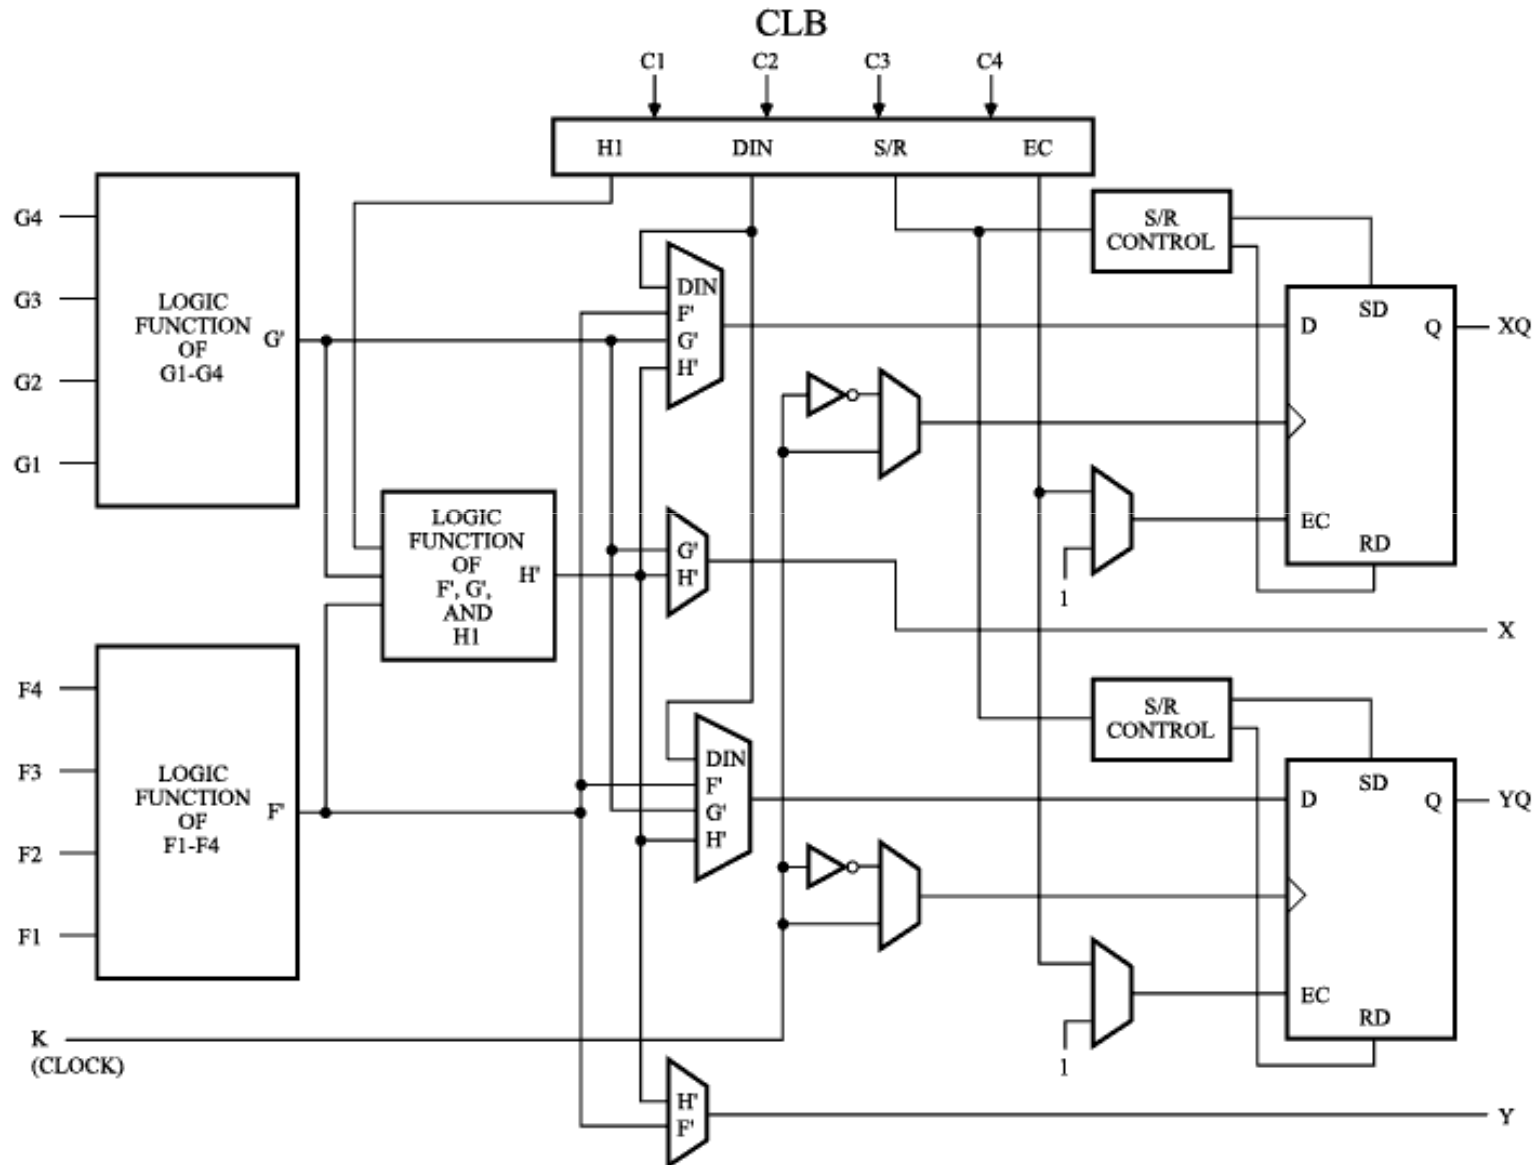 CLB
C1 C2 C3 C4
H1 DIN S/R EC
G4
G3
G2
G1
LOGIC
FUNCTION
OF
G1-G4
G'
DIN
F'
G'
H'
S/R
CONTROL
SD
D
Q
EC
RD
XQ
1
LOGIC
FUNCTION
OF
F', G',
AND
H1
H'
G'
H'
X
F4
F3
F2
F1
LOGIC
FUNCTION
OF
F1-F4
F'
DIN
F'
G'
H'
S/R
CONTROL
SD
D
Q
EC
RD
YQ
1
K
(CLOCK)
H'
F'
Y